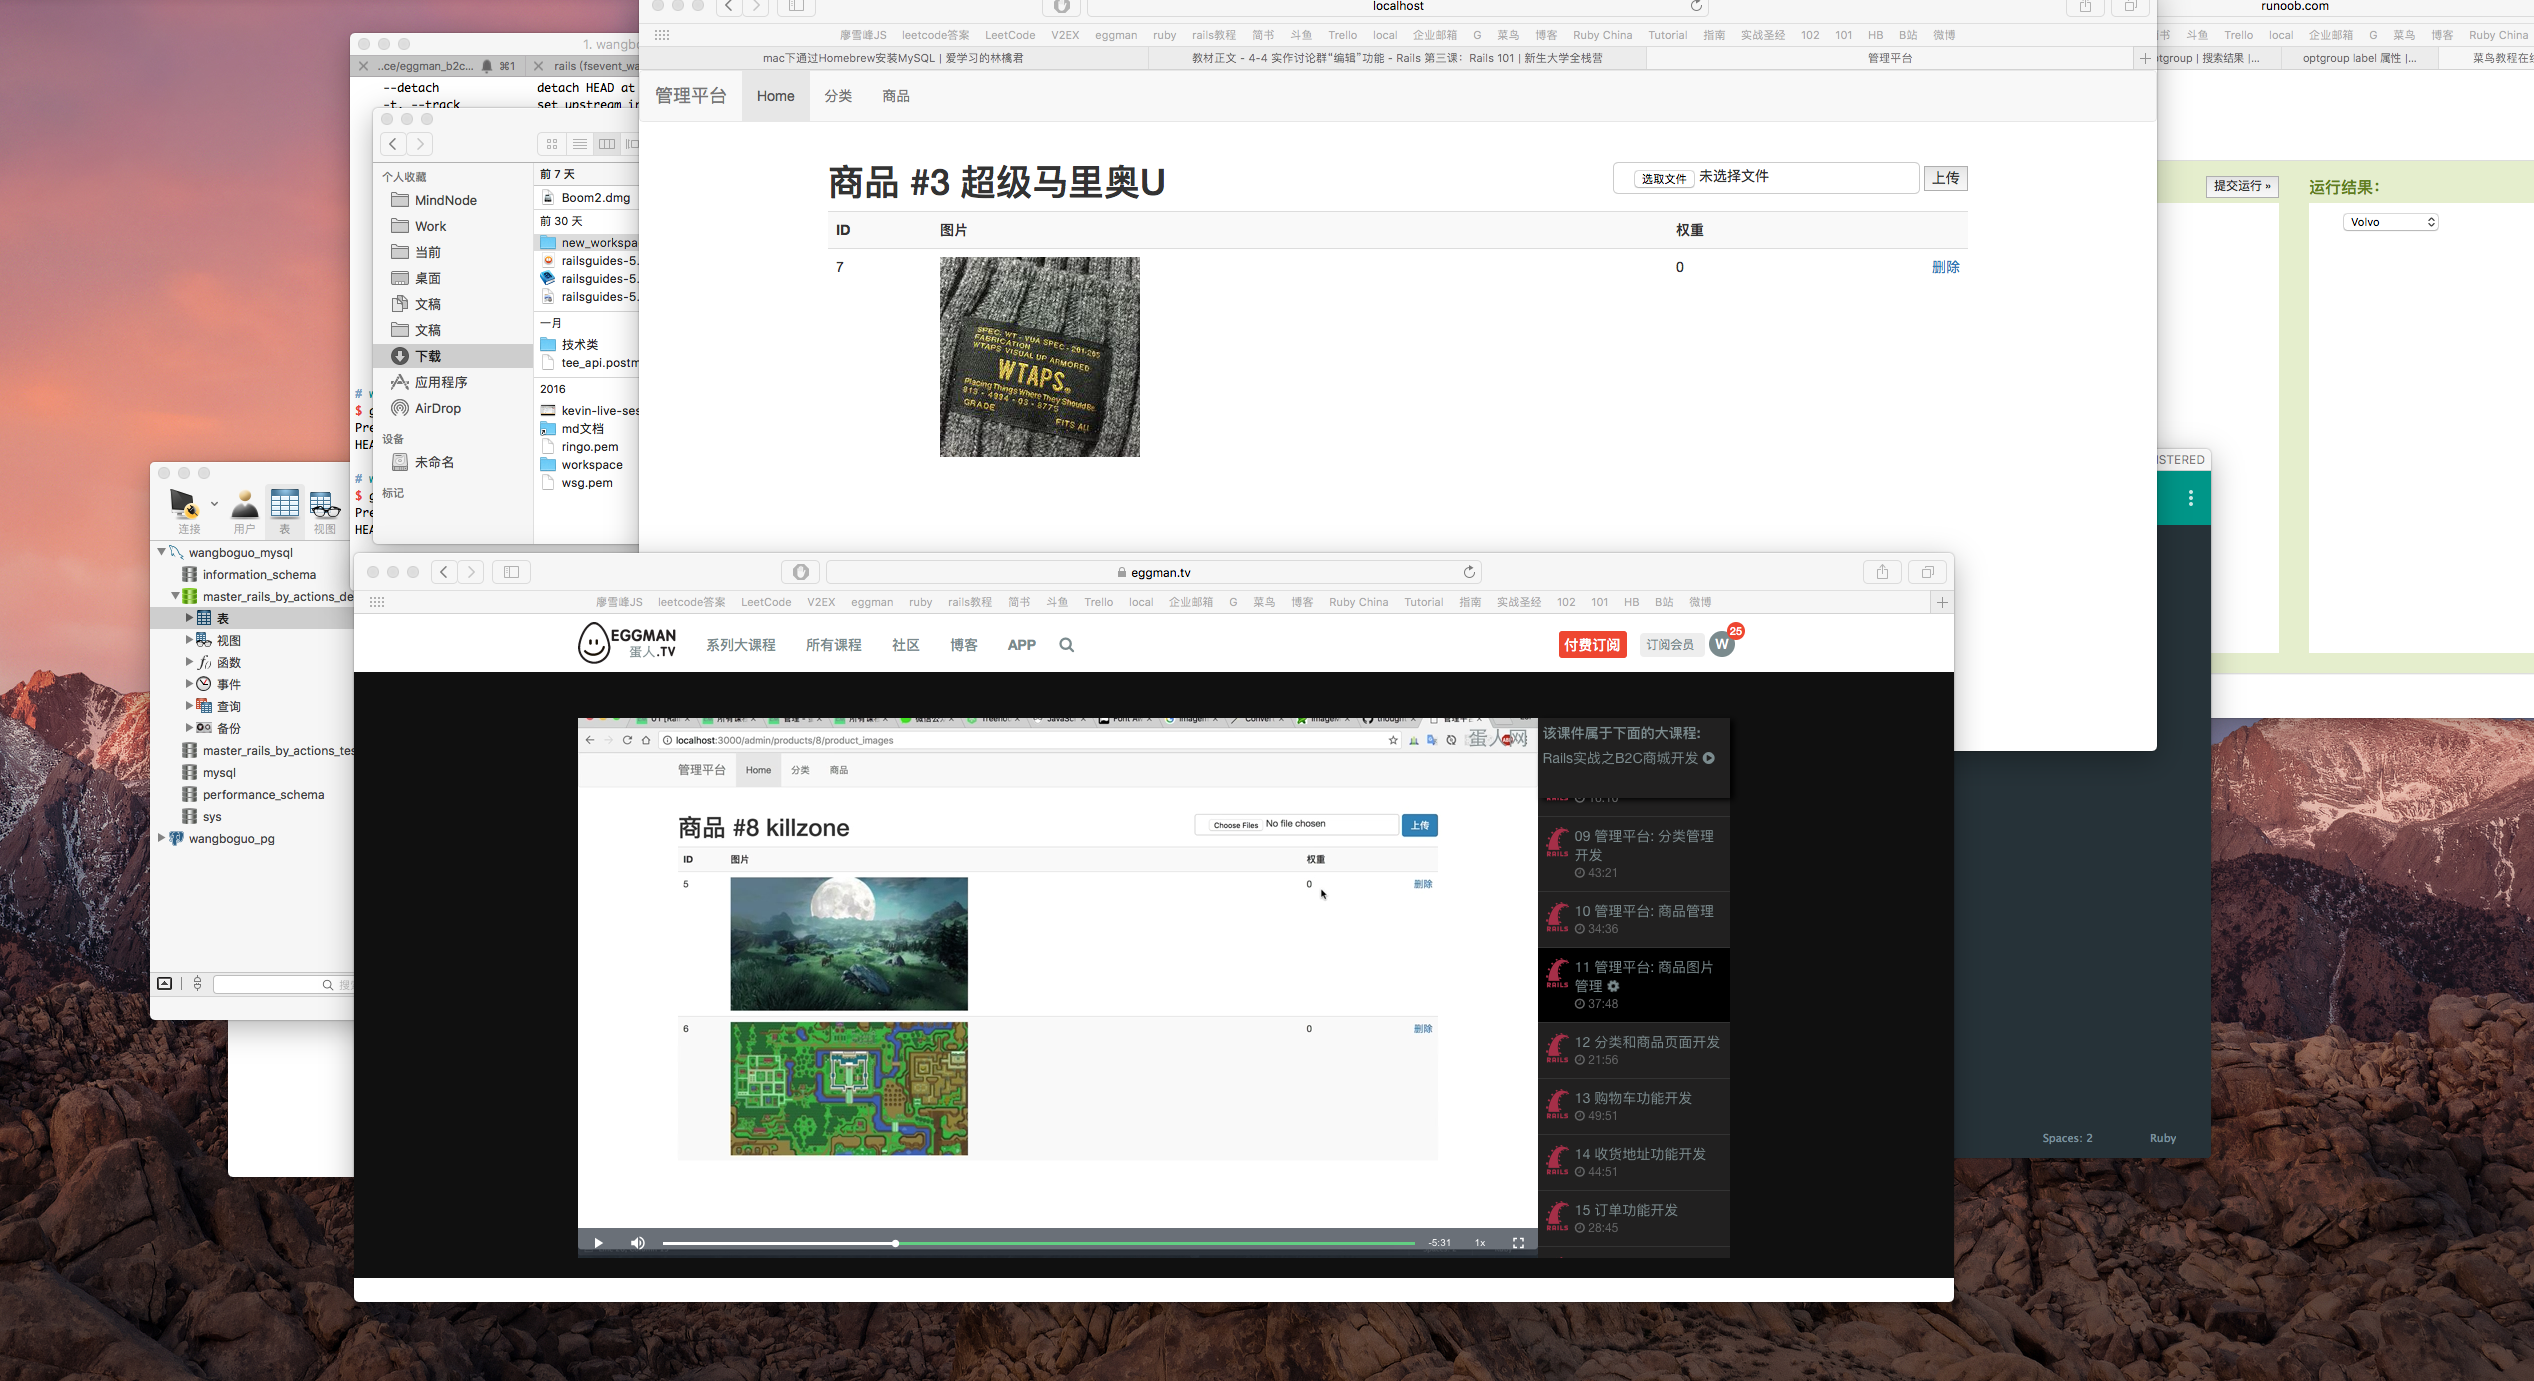 localhost
runoob.com
廖雪峰JS leetcode答案 LeetCode V2EX eggman ruby rails教程 简书 斗鱼 Trello local 企业邮箱 G 菜鸟 博客 Ruby China Tutorial 指南 实战圣经 102 101 HB B站 微博
书 斗鱼 Trello local 企业邮箱 G 菜鸟 博客 Ruby China
mac下通过Homebrew安装MySQL | 爱学习的林檎君
教材正文 - 4-4 实作讨论群“编辑”功能 - Rails 第三课：Rails 101 | 新生大学全栈营
管理平台
optgroup | 搜索结果 |...
optgroup label 属性 |...
菜鸟教程在
1. wangb
..ce/eggman_b2c... ⌘1
rails (fsevent_wa
--detach detach HEAD at
-t, --track set upstream in
管理平台 Home 分类 商品
商品 #3 超级马里奥U
选取文件 未选择文件 上传
ID 图片 权重
7 0 删除
SPEC. WT - VUA SPEC - 201-205
FABRICATION.
WTAPS VISUAL UP ARMORED
WTAPS®
Placing Things Where They Should Be
813 - 4994 - 03 - 8775
GRADE
FITS ALL
提交运行 »
运行结果：
Volvo
个人收藏
MindNode
Work
当前
桌面
文稿
文稿
下载
应用程序
AirDrop
设备
未命名
标记
前 7 天
Boom2.dmg
前 30 天
new_workspa
railsguides-5.
railsguides-5.
railsguides-5.
一月
技术类
tee_api.postm
2016
kevin-live-ses
md文档
ringo.pem
workspace
wsg.pem
# w
$ g
Pre
HEA
# w
$ g
Pre
HEA
连接 用户 表 视图
wangboguo_mysql
information_schema
master_rails_by_actions_de
表
视图
函数
事件
查询
备份
master_rails_by_actions_tes
mysql
performance_schema
sys
wangboguo_pg
搜
ISTERED
Spaces: 2 Ruby
eggman.tv
廖雪峰JS leetcode答案 LeetCode V2EX eggman ruby rails教程 简书 斗鱼 Trello local 企业邮箱 G 菜鸟 博客 Ruby China Tutorial 指南 实战圣经 102 101 HB B站 微博
EGGMAN
蛋人.TV
系列大课程 所有课程 社区 博客 APP
付费订阅 订阅会员 W 25
localhost:3000/admin/products/8/product_images
蛋人网
管理平台 Home 分类 商品
商品 #8 killzone
Choose Files No file chosen 上传
ID 图片 权重
5 0 删除
6 0 删除
-5:31 1x
该课件属于下面的大课程:
Rails实战之B2C商城开发
09 管理平台: 分类管理
开发
43:21
10 管理平台: 商品管理
34:36
11 管理平台: 商品图片
管理
37:48
12 分类和商品页面开发
21:56
13 购物车功能开发
49:51
14 收货地址功能开发
44:51
15 订单功能开发
28:45
RAILS
RAILS
RAILS
RAILS
RAILS
RAILS
RAILS